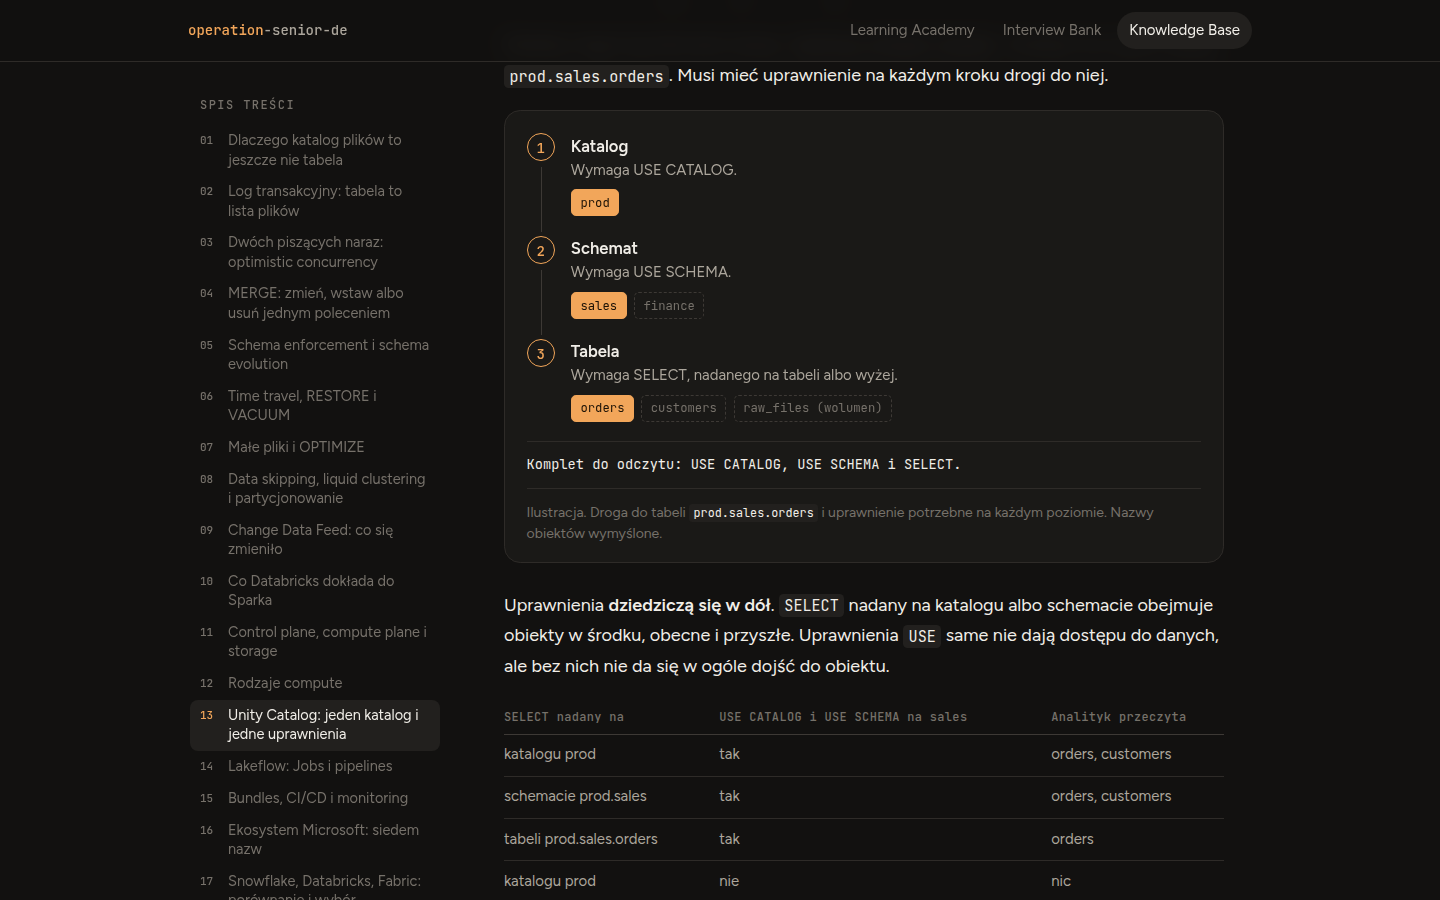 operation-senior-de
Learning Academy
Interview Bank
Knowledge Base
SPIS TREŚCI
01 Dlaczego katalog plików to
jeszcze nie tabela
02 Log transakcyjny: tabela to
lista plików
03 Dwóch piszących naraz:
optimistic concurrency
04 MERGE: zmień, wstaw albo
usuń jednym poleceniem
05 Schema enforcement i schema
evolution
06 Time travel, RESTORE i
VACUUM
07 Małe pliki i OPTIMIZE
08 Data skipping, liquid clustering
i partycjonowanie
09 Change Data Feed: co się
zmieniło
10 Co Databricks dokłada do
Sparka
11 Control plane, compute plane i
storage
12 Rodzaje compute
13 Unity Catalog: jeden katalog i
jedne uprawnienia
14 Lakeflow: Jobs i pipelines
15 Bundles, CI/CD i monitoring
16 Ekosystem Microsoft: siedem
nazw
17 Snowflake, Databricks, Fabric:
porównanie i wybór
prod.sales.orders. Musi mieć uprawnienie na każdym kroku drogi do niej.
1 Katalog
Wymaga USE CATALOG.
prod
2 Schemat
Wymaga USE SCHEMA.
sales finance
3 Tabela
Wymaga SELECT, nadanego na tabeli albo wyżej.
orders customers raw_files (wolumen)
Komplet do odczytu: USE CATALOG, USE SCHEMA i SELECT.
Ilustracja. Droga do tabeli prod.sales.orders i uprawnienie potrzebne na każdym poziomie. Nazwy
obiektów wymyślone.
Uprawnienia dziedziczą się w dół. SELECT nadany na katalogu albo schemacie obejmuje
obiekty w środku, obecne i przyszłe. Uprawnienia USE same nie dają dostępu do danych,
ale bez nich nie da się w ogóle dojść do obiektu.
SELECT nadany na USE CATALOG i USE SCHEMA na sales Analityk przeczyta
katalogu prod tak orders, customers
schemacie prod.sales tak orders, customers
tabeli prod.sales.orders tak orders
katalogu prod nie nic